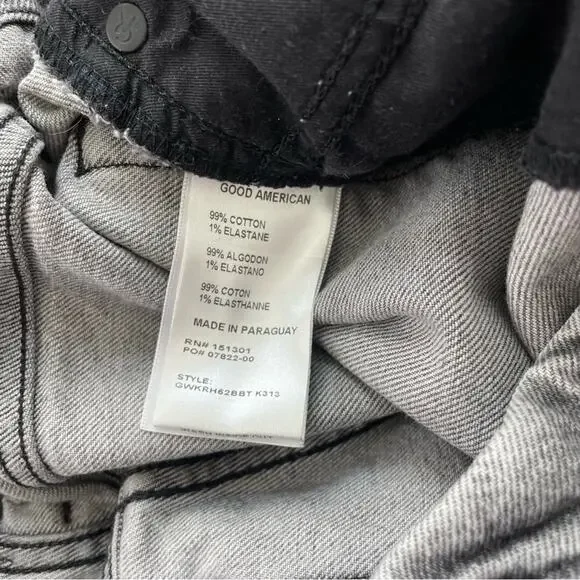 GOOD AMERICAN
99% COTTON
1% ELASTANE
99% ALGODON
1% ELASTANO
99% COTON
1% ELASTHANNE
MADE IN PARAGUAY
RN# 151301
PO# 07822-00
STYLE:
GWKRH62BBT K313